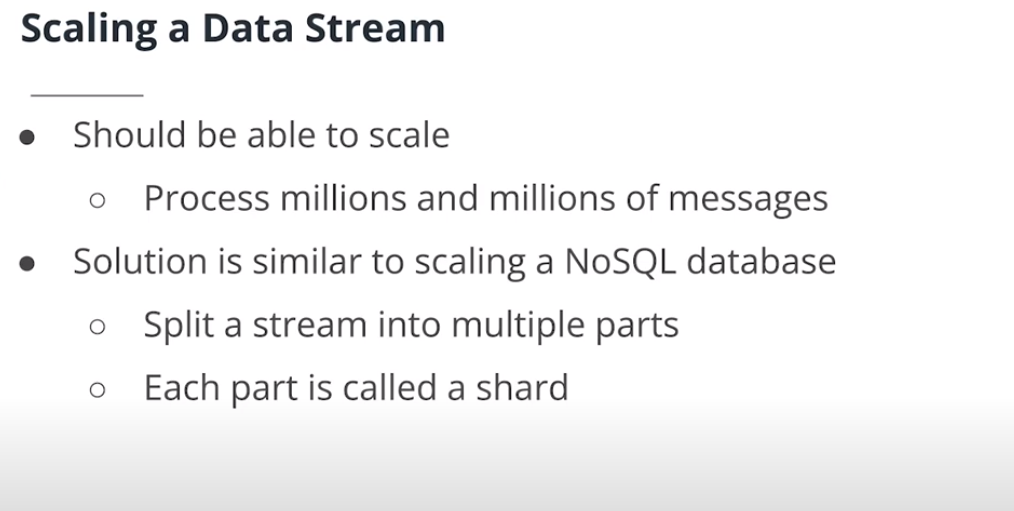 Scaling a Data Stream
● Should be able to scale
○ Process millions and millions of messages
● Solution is similar to scaling a NoSQL database
○ Split a stream into multiple parts
○ Each part is called a shard